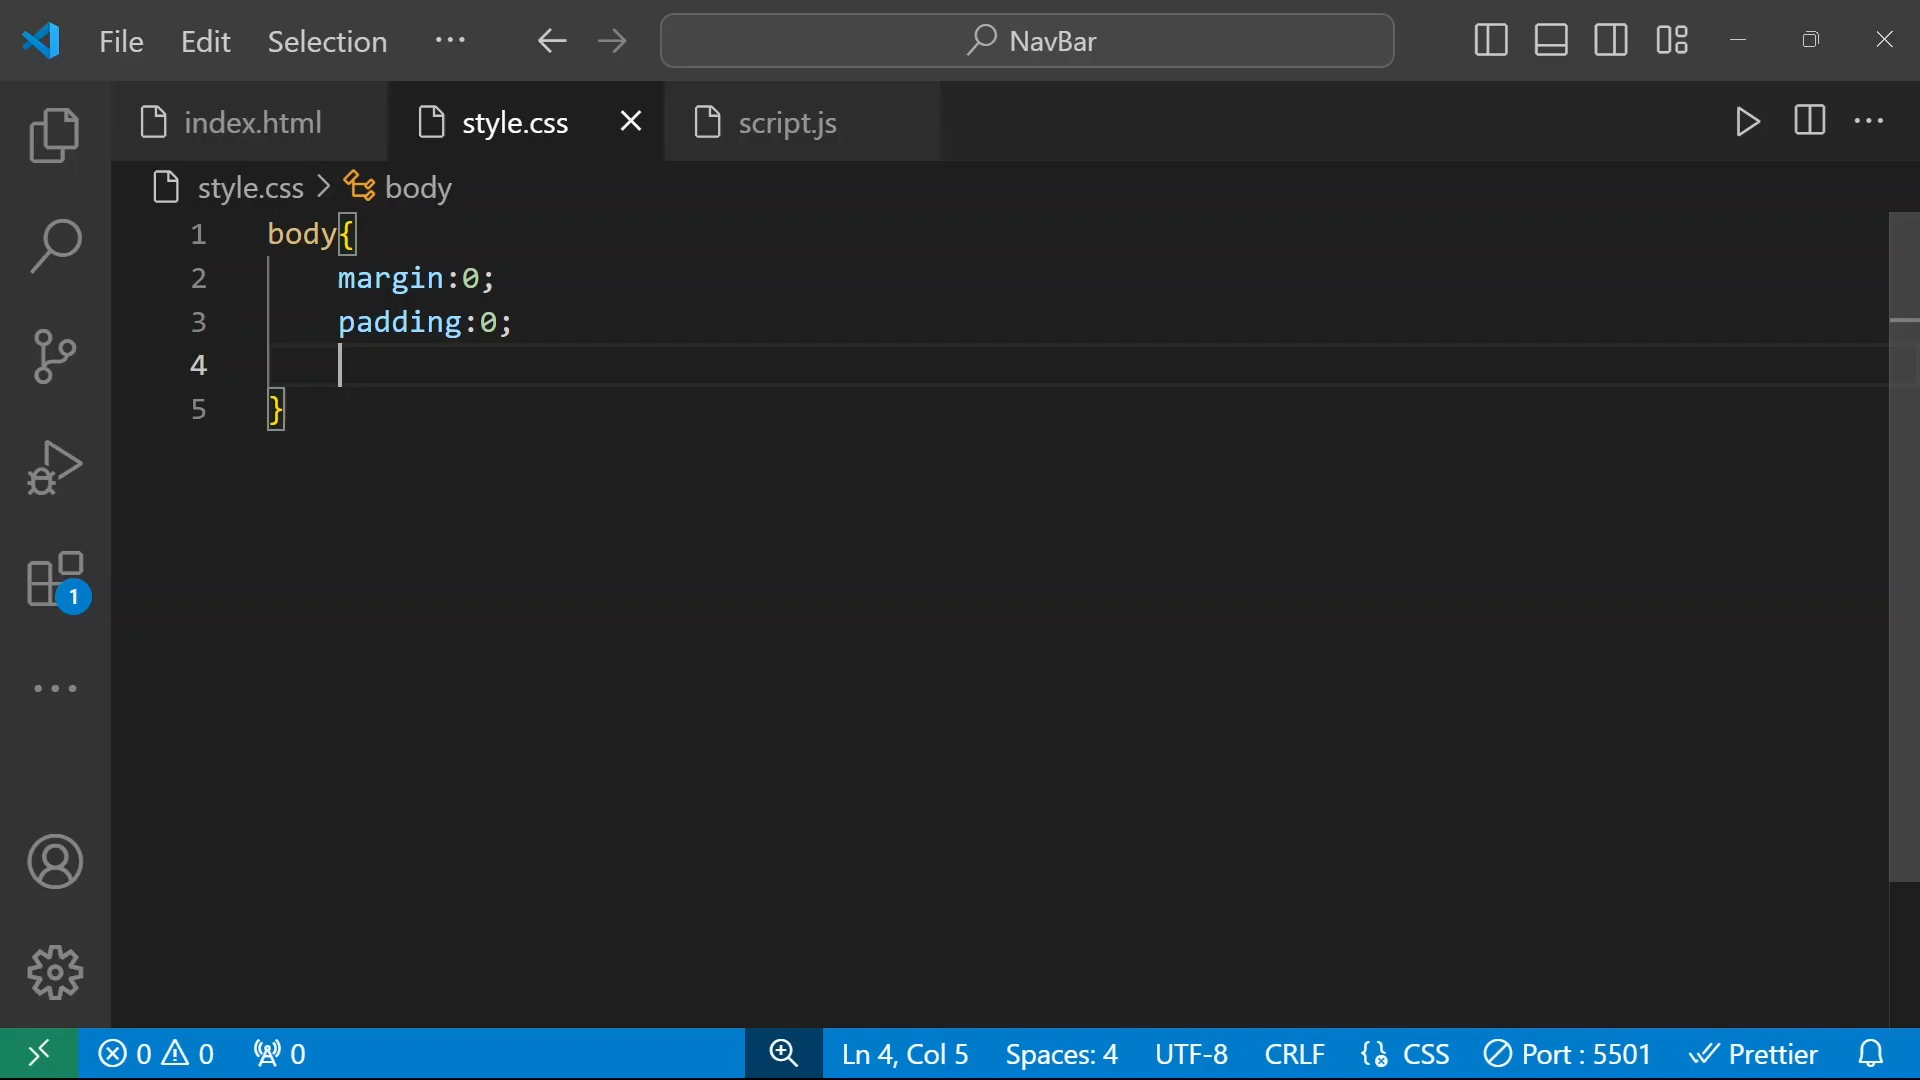 File Edit Selection ··· NavBar
index.html style.css script.js
style.css > body
1 body{
2 margin:0;
3 padding:0;
4
5 }
1
0 0 0 Ln 4, Col 5 Spaces: 4 UTF-8 CRLF {} CSS Port : 5501 Prettier